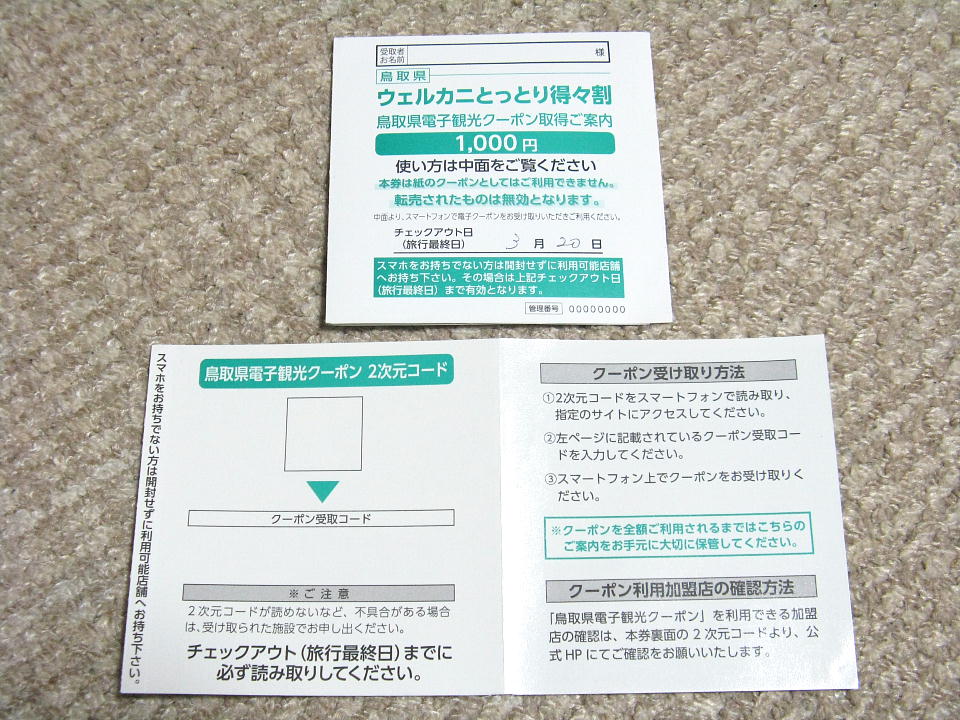 受取者
お名前
様
鳥取県
ウェルカニとっとり得々割
鳥取県電子観光クーポン取得ご案内
1,000 円
使い方は中面をご覧ください
本券は紙のクーポンとしてはご利用できません。
転売されたものは無効となります。
中面より、スマートフォンで電子クーポンをお受け取りいただきご利用ください。
チェックアウト日
(旅行最終日) 3 月 20 日
スマホをお持ちでない方は開封せずに利用可能店舗
へお持ち下さい。その場合は上記チェックアウト日
(旅行最終日) まで有効となります。
管理番号 00000000
スマホをお持ちでない方は開封せずに利用可能店舗へお持ち下さい。
鳥取県電子観光クーポン 2次元コード
クーポン受取コード
※ご注意
2次元コードが読めないなど、不具合がある場合
は、受け取られた施設でお申し出ください。
チェックアウト(旅行最終日)までに
必ず読み取りしてください。
クーポン受け取り方法
①2次元コードをスマートフォンで読み取り、
指定のサイトにアクセスしてください。
②左ページに記載されているクーポン受取コー
ドを入力してください。
③スマートフォン上でクーポンをお受け取りく
ださい。
※クーポンを全額ご利用されるまではこちらの
ご案内をお手元に大切に保管してください。
クーポン利用加盟店の確認方法
「鳥取県電子観光クーポン」を利用できる加盟
店の確認は、本券裏面の2次元コードより、公
式HPにてご確認をお願いいたします。